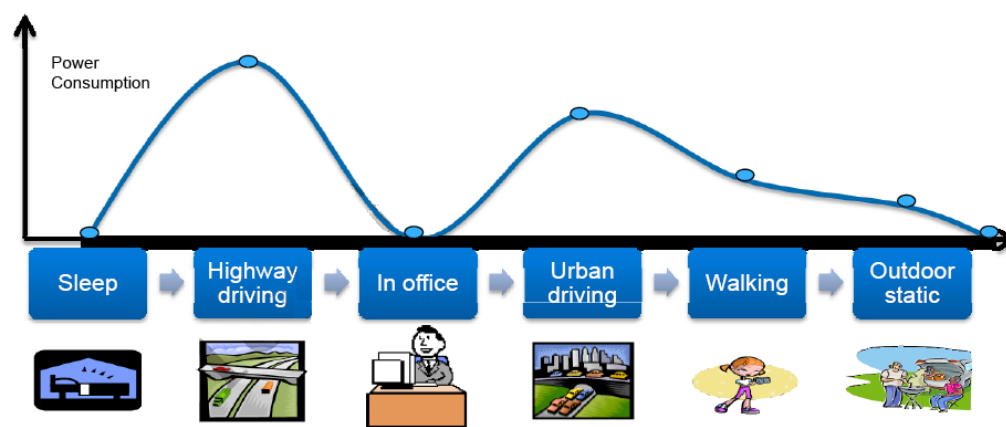 Power
Consumption
Sleep
Highway
driving
In office
Urban
driving
Walking
Outdoor
static